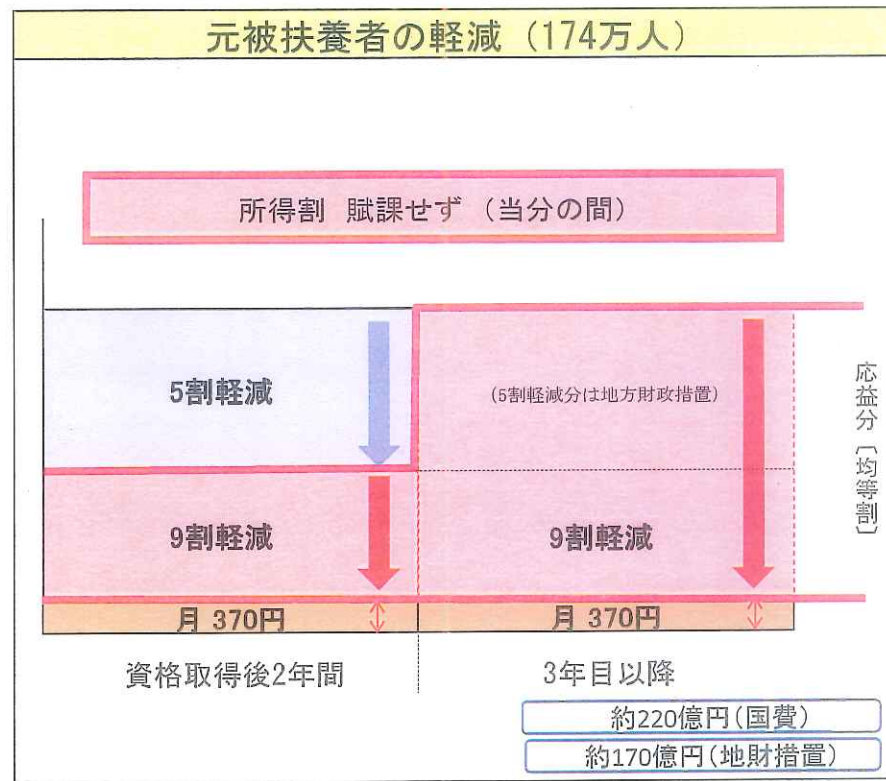 元被扶養者の軽減（174万人）
所得割 賦課せず（当分の間）
5割軽減
(5割軽減分は地方財政措置)
9割軽減
9割軽減
応益分〔均等割〕
月 370円
月 370円
資格取得後2年間
3年目以降
約220億円(国費)
約170億円(地財措置)